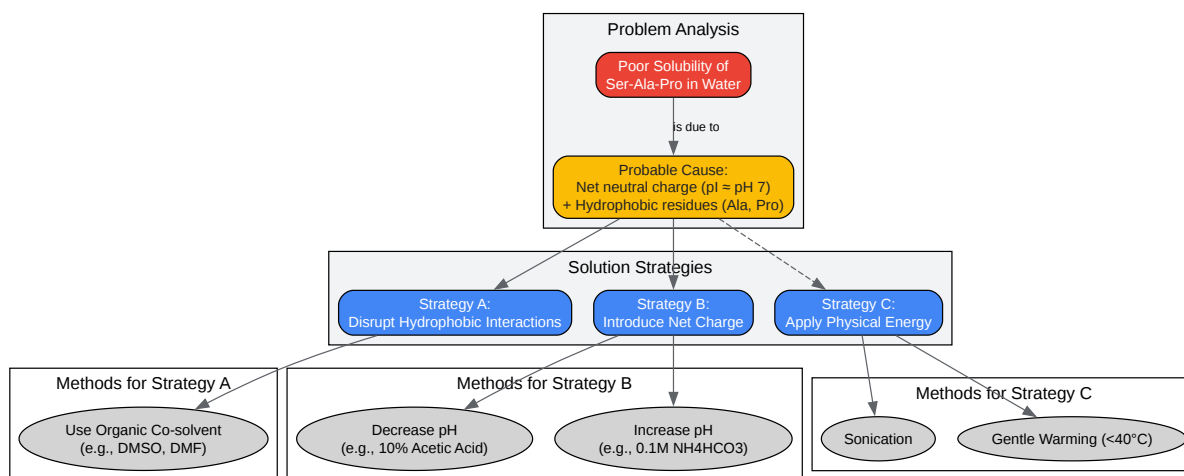 Problem Analysis
Poor Solubility of
Ser-Ala-Pro in Water
is due to
Probable Cause:
Net neutral charge (pI ≈ pH 7)
+ Hydrophobic residues (Ala, Pro)
Solution Strategies
Strategy A:
Disrupt Hydrophobic Interactions
Strategy B:
Introduce Net Charge
Strategy C:
Apply Physical Energy
Methods for Strategy A
Use Organic Co-solvent
(e.g., DMSO, DMF)
Methods for Strategy B
Decrease pH
(e.g., 10% Acetic Acid)
Increase pH
(e.g., 0.1M NH4HCO3)
Methods for Strategy C
Sonication
Gentle Warming (<40°C)